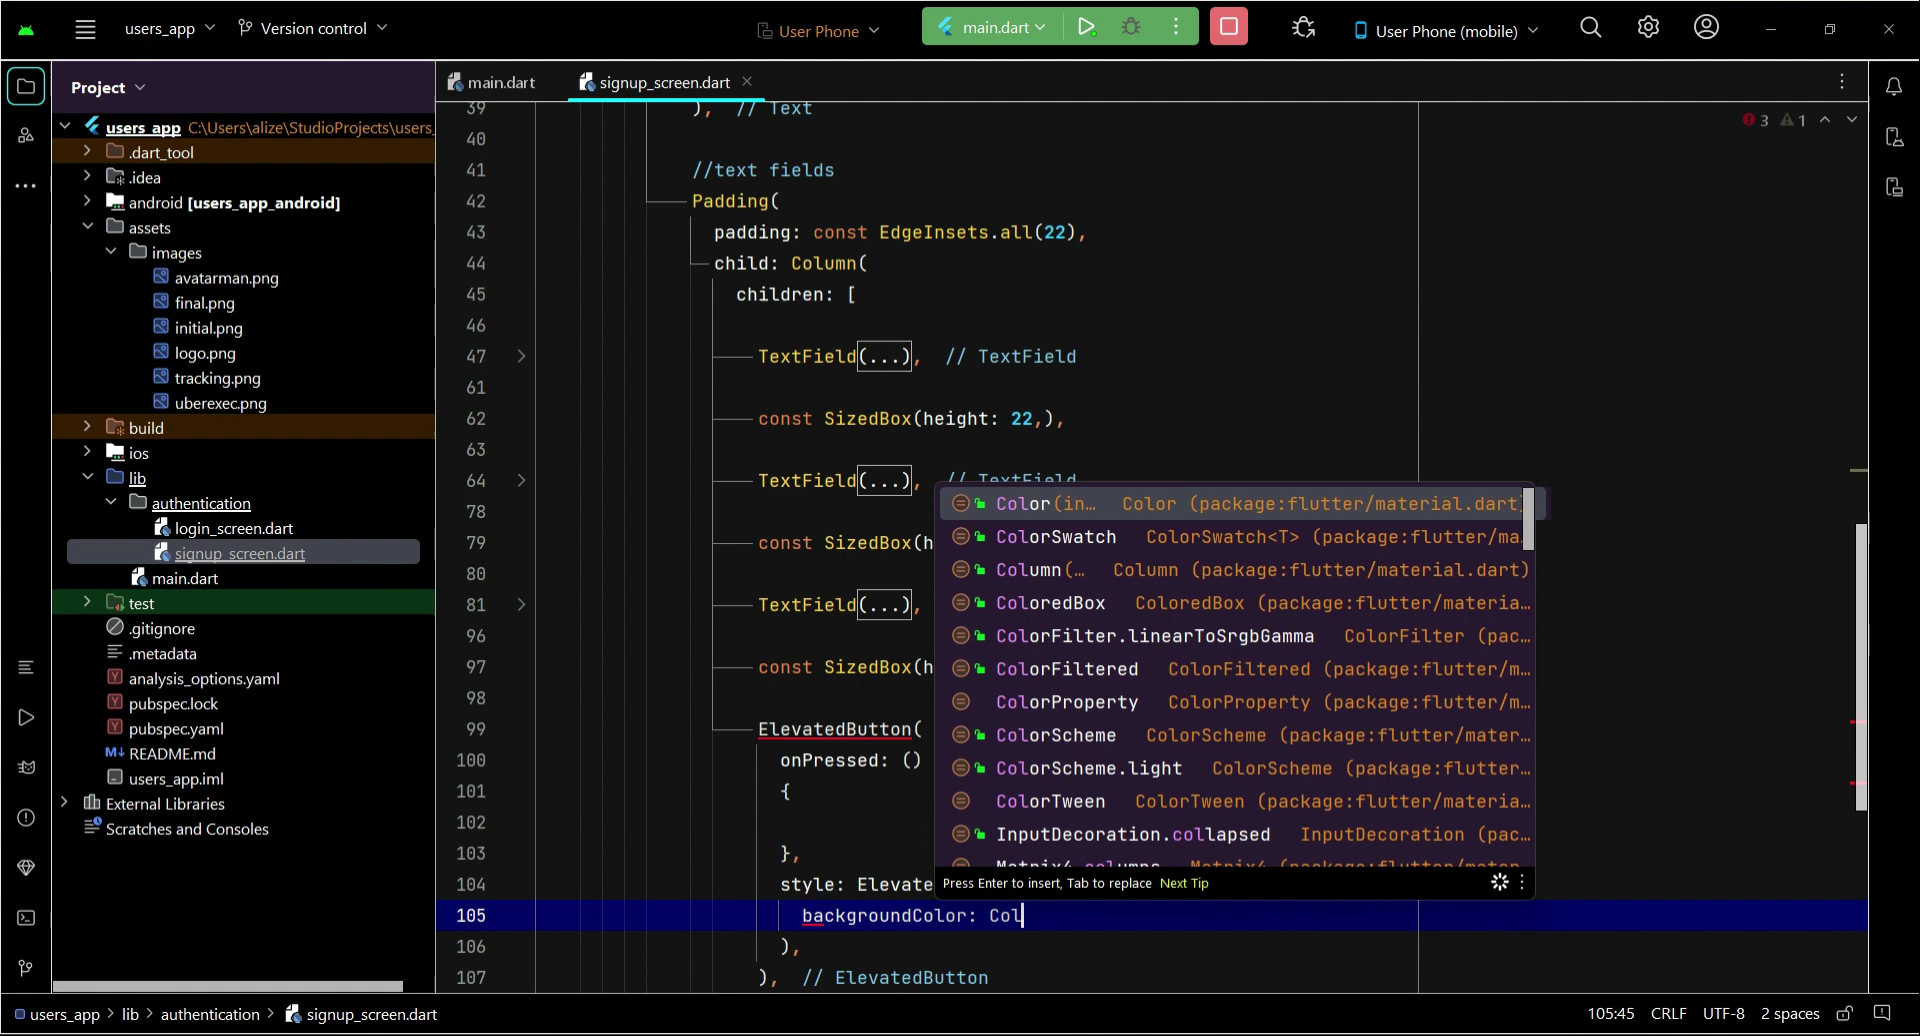 users_app
Version control
User Phone
main.dart
User Phone (mobile)
Project
main.dart
signup_screen.dart
users_app C:\Users\alize\StudioProjects\users_
.dart_tool
.idea
android [users_app_android]
assets
images
avatarman.png
final.png
initial.png
logo.png
tracking.png
uberexec.png
build
ios
lib
authentication
login_screen.dart
signup_screen.dart
main.dart
test
.gitignore
.metadata
analysis_options.yaml
pubspec.lock
pubspec.yaml
README.md
users_app.iml
External Libraries
Scratches and Consoles
3 1
39 ), // Text
40
41 //text fields
42 Padding(
43 padding: const EdgeInsets.all(22),
44 child: Column(
45 children: [
46
47 TextField(...), // TextField
61
62 const SizedBox(height: 22,),
63
64 TextField(...), // TextField
78
79 const SizedBox(h
80
81 TextField(...),
96
97 const SizedBox(h
98
99 ElevatedButton(
100 onPressed: ()
101 {
102
103 },
104 style: Elevate
105 backgroundColor: Col
106 ),
107 ), // ElevatedButton
Color(in... Color (package:flutter/material.dart)
ColorSwatch ColorSwatch<T> (package:flutter/ma...
Column(... Column (package:flutter/material.dart)
ColoredBox ColoredBox (package:flutter/materia...
ColorFilter.linearToSrgbGamma ColorFilter (pac...
ColorFiltered ColorFiltered (package:flutter/m...
ColorProperty ColorProperty (package:flutter/m...
ColorScheme ColorScheme (package:flutter/mater...
ColorScheme.light ColorScheme (package:flutter...
ColorTween ColorTween (package:flutter/materia...
InputDecoration.collapsed InputDecoration (pac...
Matrix4.columns Matrix4 (package:flutter/mater...
Press Enter to insert, Tab to replace Next Tip
users_app > lib > authentication > signup_screen.dart
105:45 CRLF UTF-8 2 spaces